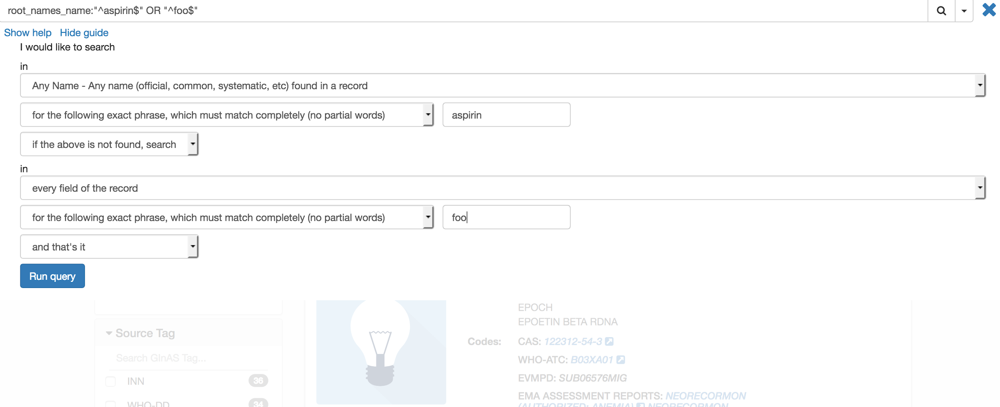 root_names_name:"^aspirin$" OR "^foo$"
Show help Hide guide
I would like to search
in
Any Name - Any name (official, common, systematic, etc) found in a record
for the following exact phrase, which must match completely (no partial words) aspirin
if the above is not found, search
in
every field of the record
for the following exact phrase, which must match completely (no partial words) foo
and that's it
Run query
Source Tag
Search GInAS Tag...
INN 36
WHO-DD 34
EPOCH
EPOETIN BETA RDNA
Codes: CAS: 122312-54-3
WHO-ATC: B03XA01
EVMPD: SUB06576MIG
EMA ASSESSMENT REPORTS: NEORECORMON
(AUTHORIZED: ANEMIA) NEORECORMON